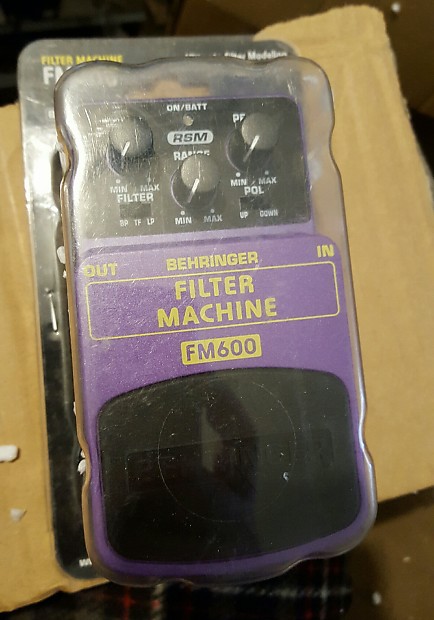 FILTER MACHINE
ON/BATT
RSM
RANGE
MIN MAX
FILTER
MIN MAX
POL
BP TF LP
MIN MAX
UP DOWN
OUT
BEHRINGER
IN
FILTER
MACHINE
FM600